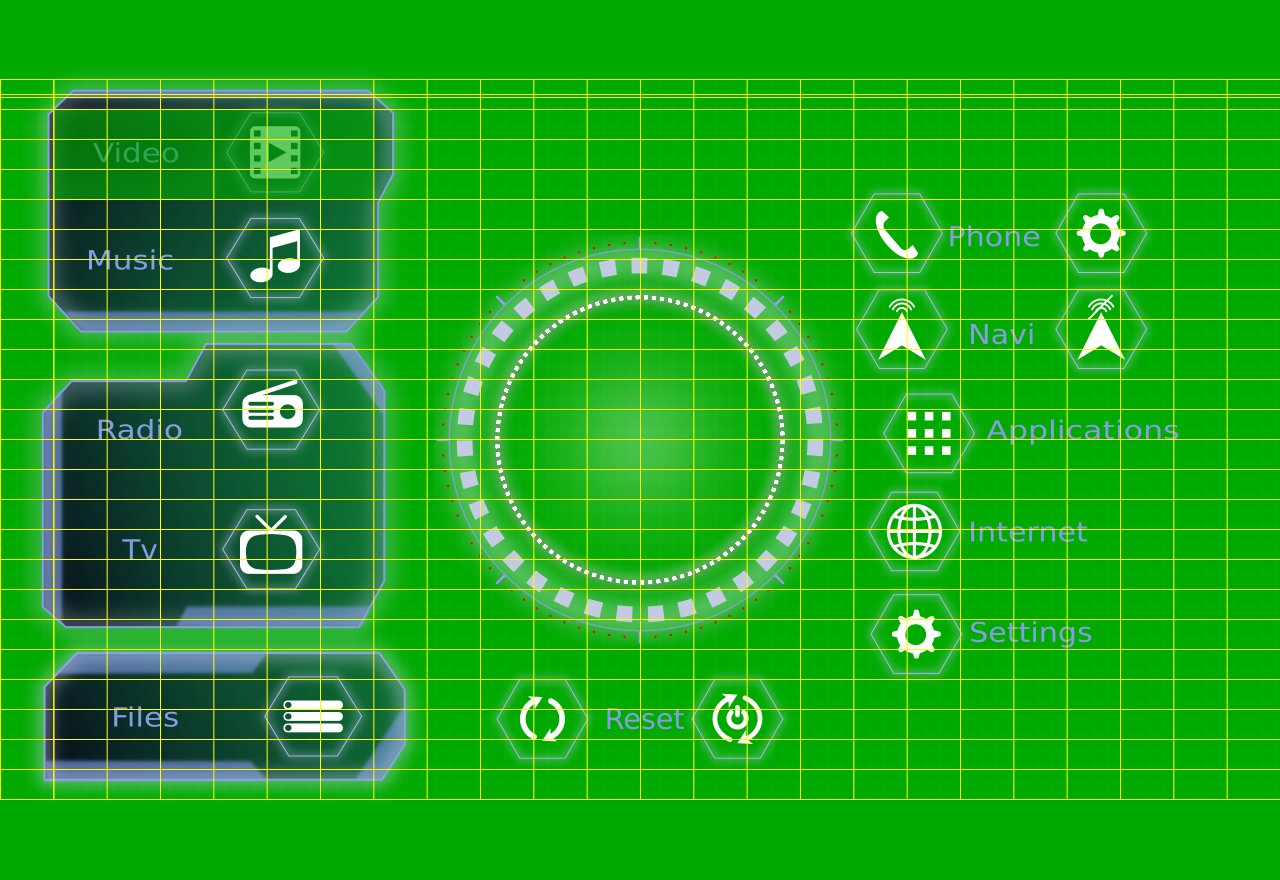 Video
Music
Radio
Tv
Files
Phone
Navi
Applications
Internet
Settings
Reset